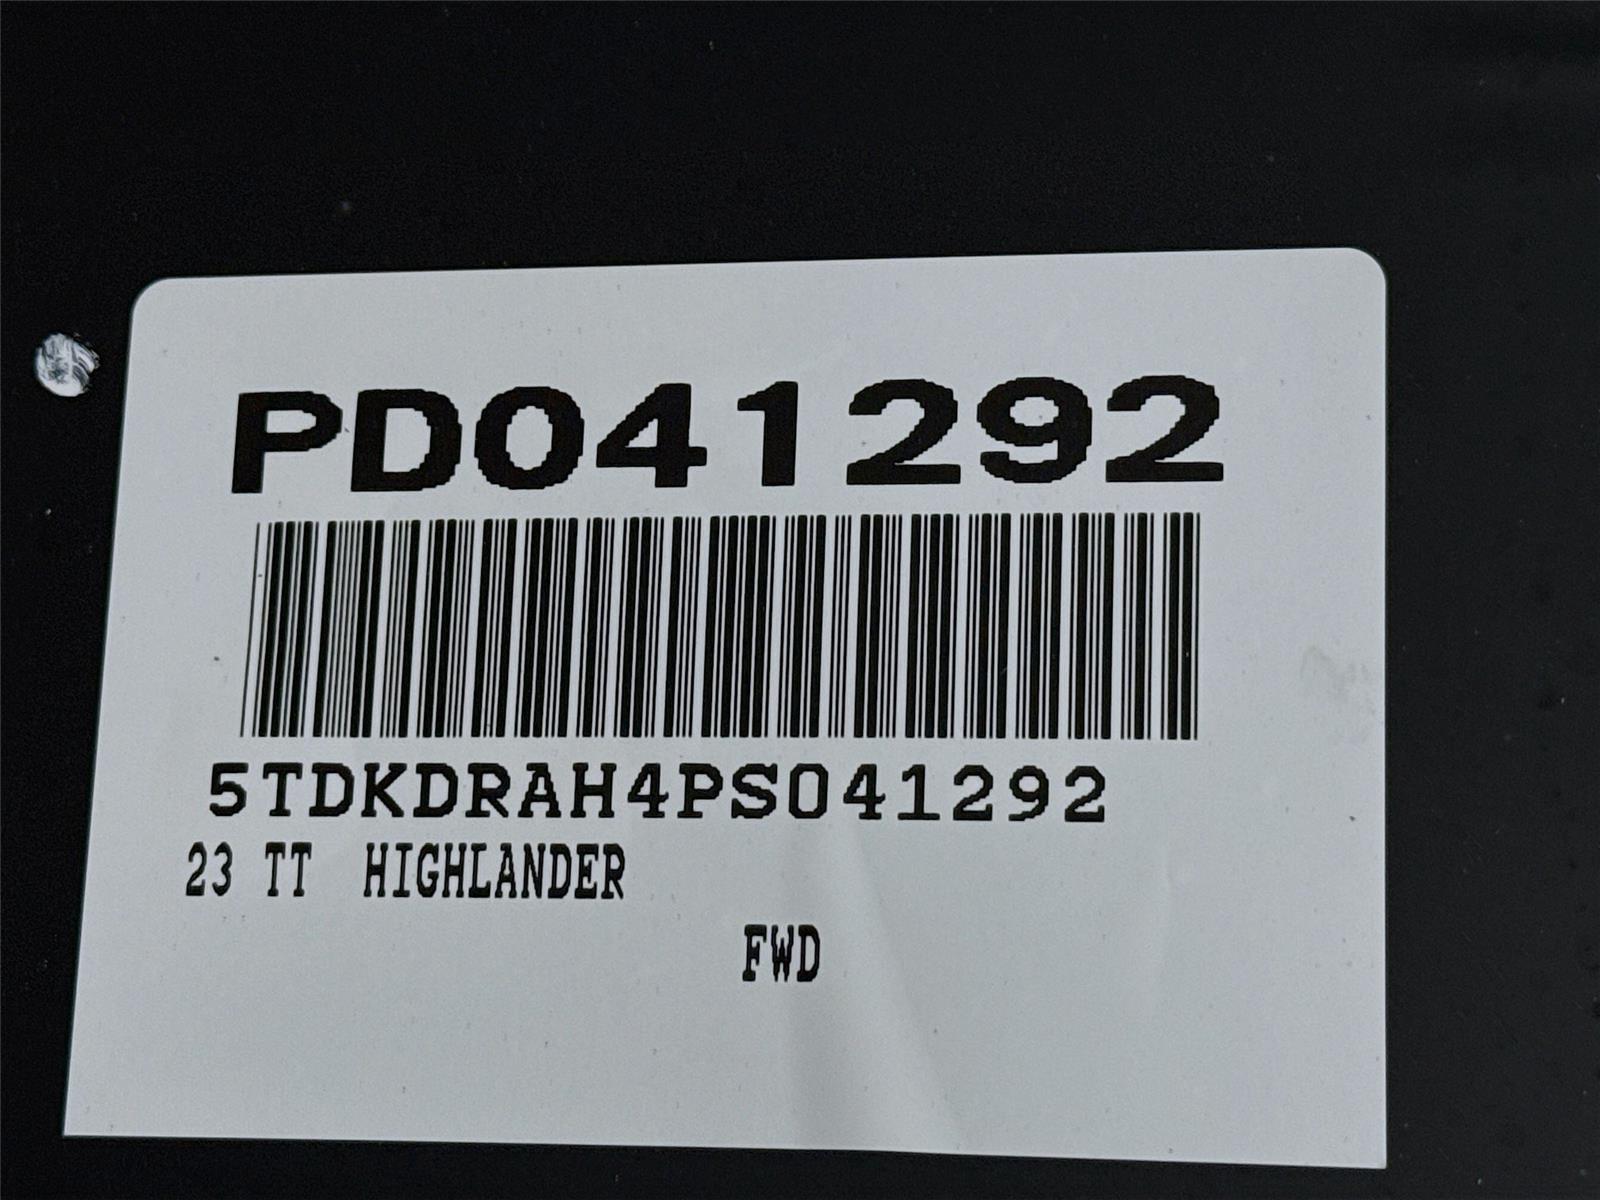 PD041292
5TDKDRAH4PS041292
23 TT HIGHLANDER
FWD